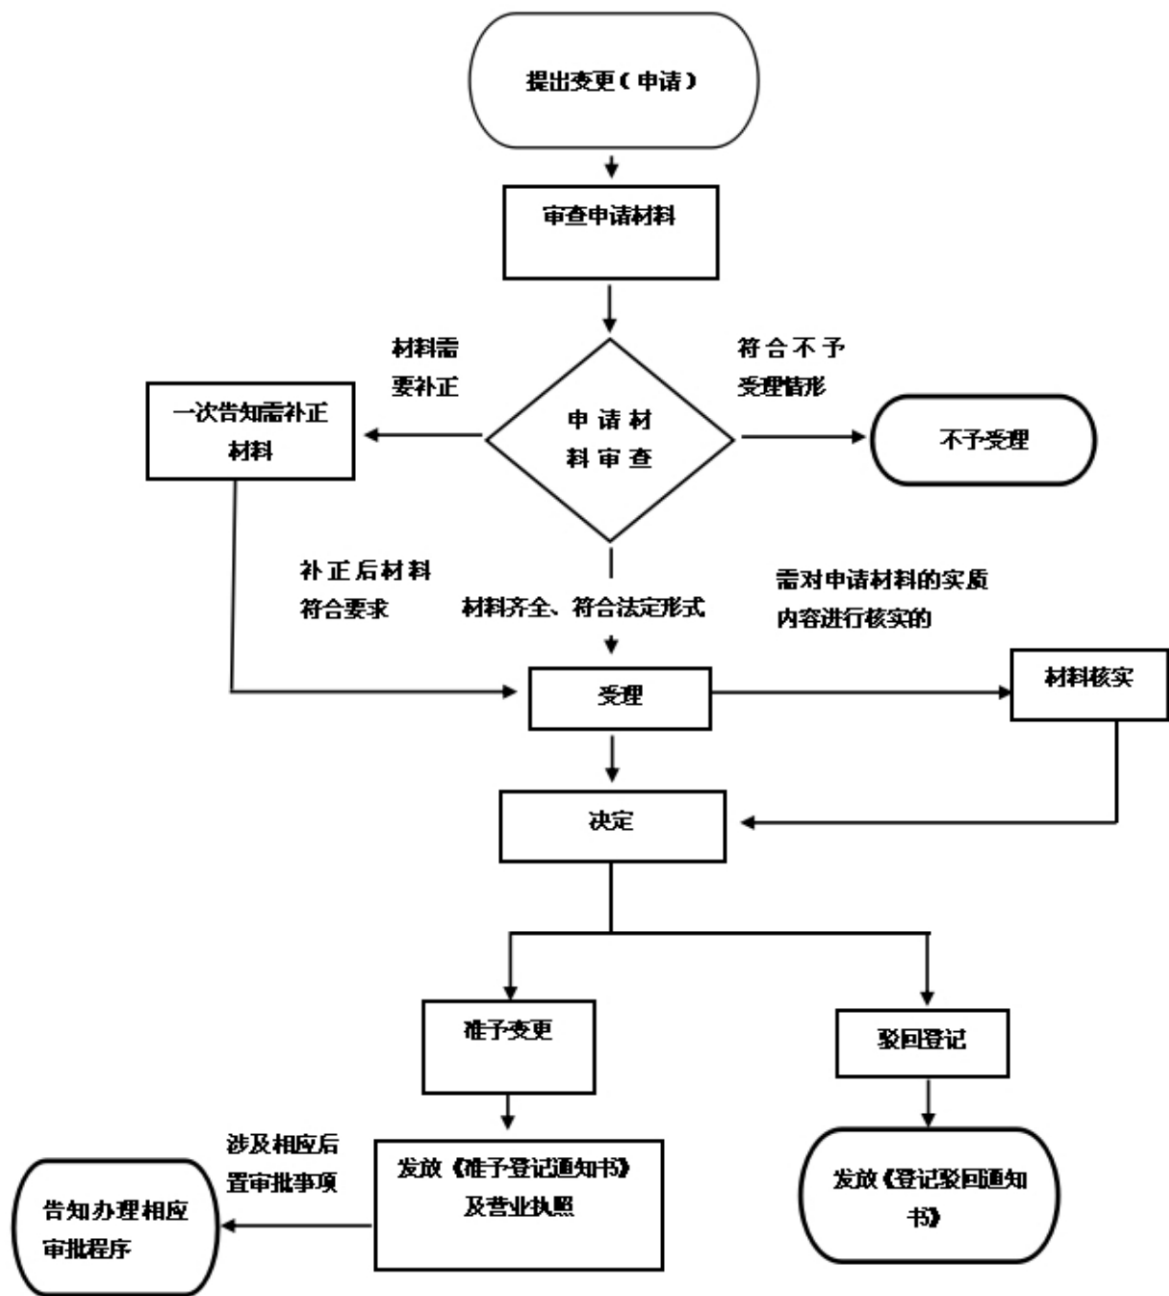 提出变更（申请）
审查申请材料
材料需
要补正
符合不予
受理情形
一次告知需补正
材料
申请材
料审查
不予受理
补正后材料
符合要求
材料齐全、符合法定形式
需对申请材料的实质
内容进行核实的
受理
材料核实
决定
准予变更
驳回登记
涉及相应后
置审批事项
发放《准予登记通知书》
及营业执照
发放《登记驳回通知
书》
告知办理相应
审批程序